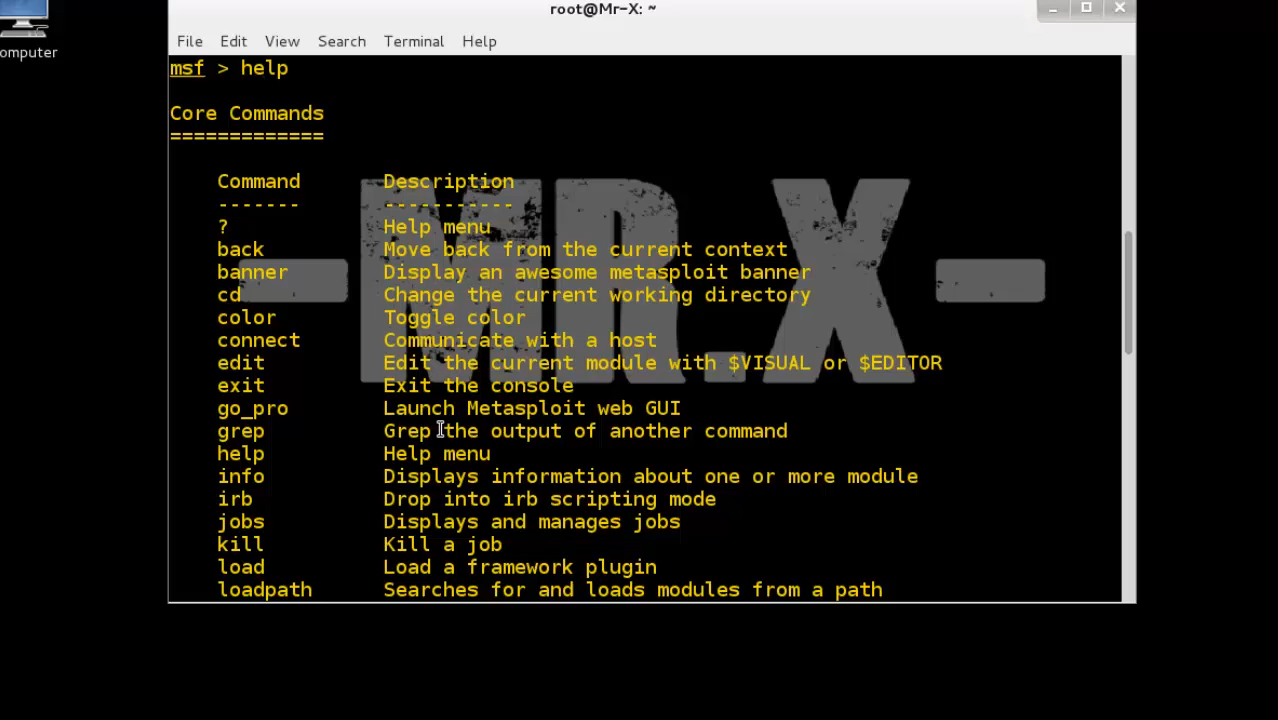 root@Mr-X: ~
File Edit View Search Terminal Help
omputer
msf > help
Core Commands
=============
Command Description
------- -----------
? Help menu
back Move back from the current context
banner Display an awesome metasploit banner
cd Change the current working directory
color Toggle color
connect Communicate with a host
edit Edit the current module with $VISUAL or $EDITOR
exit Exit the console
go_pro Launch Metasploit web GUI
grep Grep the output of another command
help Help menu
info Displays information about one or more module
irb Drop into irb scripting mode
jobs Displays and manages jobs
kill Kill a job
load Load a framework plugin
loadpath Searches for and loads modules from a path
-MR.X-